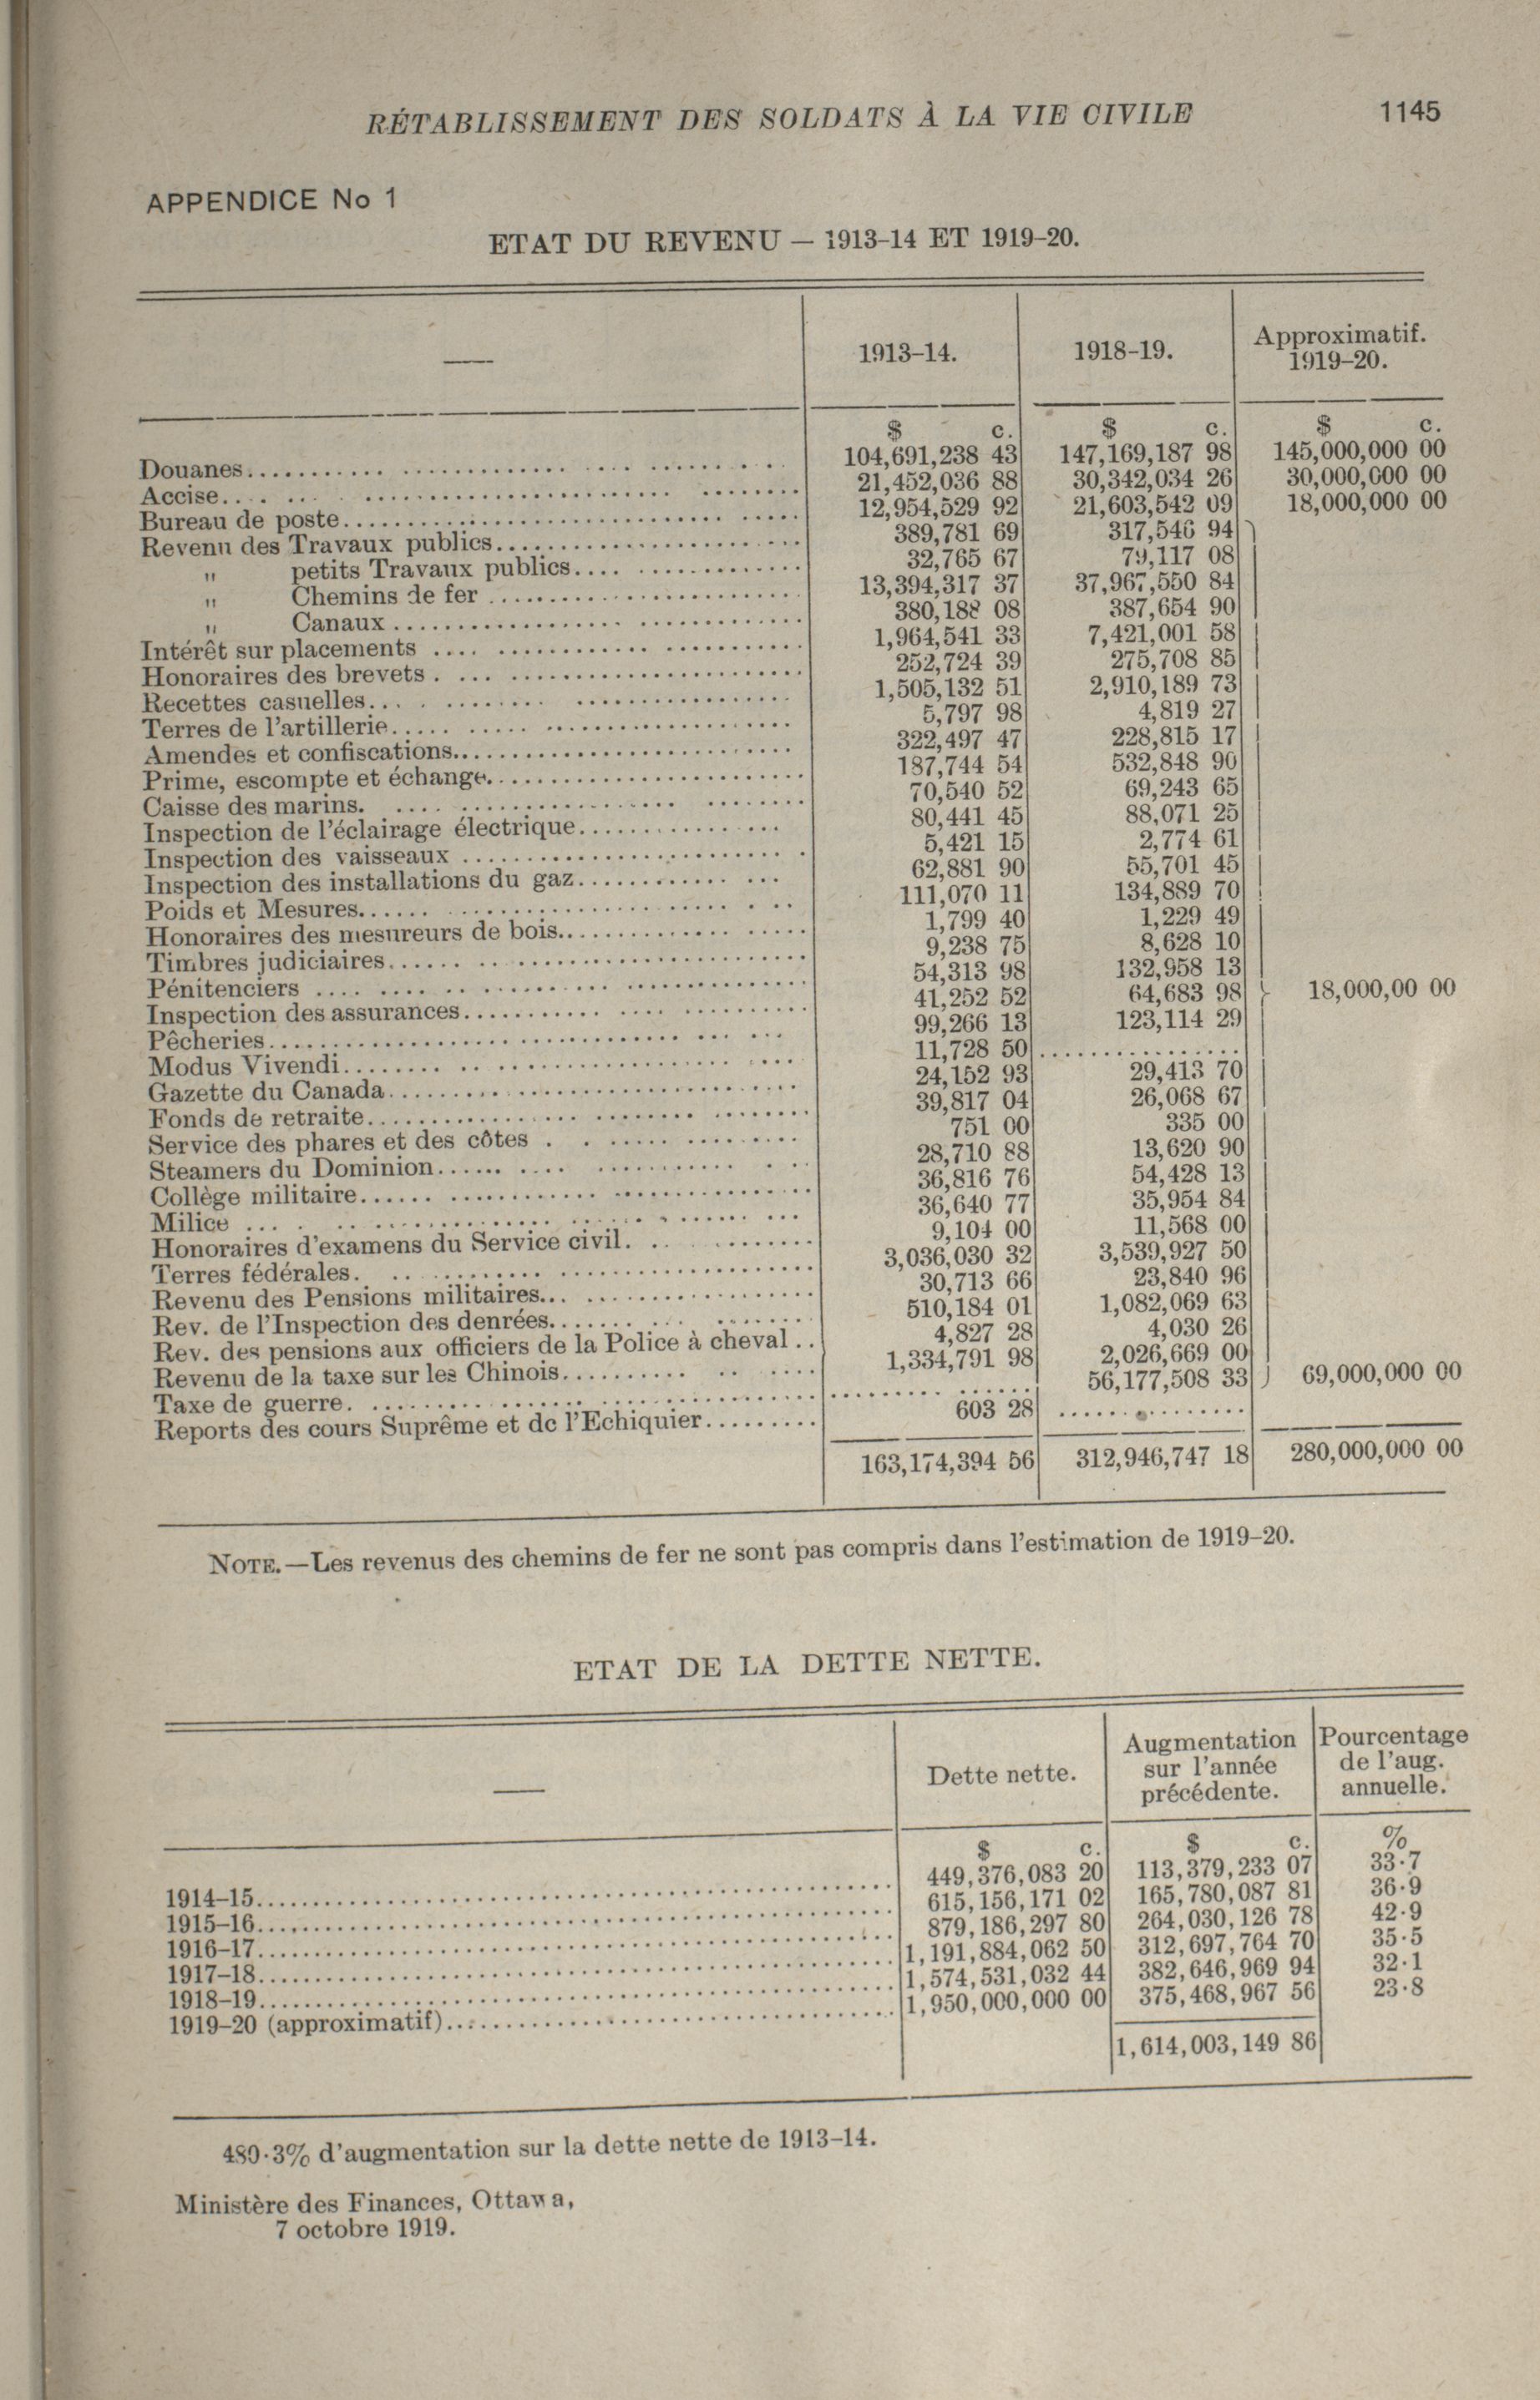 RÉTABLISSEMENT DES SOLDATS À LA VIE CIVILE 1145
APPENDICE No 1
ETAT DU REVENU — 1913-14 ET 1919-20.
— 1913-14. 1918-19. Approximatif. 1919-20.
$ c. $ c. $ c.
Douanes 104,691,238 43 147,169,187 98 145,000,000 00
Accise 21,452,036 88 30,342,034 26 30,000,000 00
Bureau de poste 12,954,529 92 21,603,542 09 18,000,000 00
Revenu des Travaux publics 389,781 69 317,546 94
" petits Travaux publics 32,765 67 79,117 08
" Chemins de fer 13,394,317 37 37,967,550 84
" Canaux 380,188 08 387,654 90
Intérêt sur placements 1,964,541 33 7,421,001 58
Honoraires des brevets 252,724 39 275,708 85
Recettes casuelles 1,505,132 51 2,910,189 73
Terres de l'artillerie 5,797 98 4,819 27
Amendes et confiscations 322,497 47 228,815 17
Prime, escompte et échange 187,744 54 532,848 90
Caisse des marins 70,540 52 69,243 65
Inspection de l'éclairage électrique 80,441 45 88,071 25
Inspection des vaisseaux 5,421 15 2,774 61
Inspection des installations du gaz 62,881 90 55,701 45
Poids et Mesures 111,070 11 134,889 70
Honoraires des mesureurs de bois 1,799 40 1,229 49
Timbres judiciaires 9,238 75 8,628 10
Pénitenciers 54,313 98 132,958 13
Inspection des assurances 41,252 52 64,683 98 18,000,00 00
Pêcheries 99,266 13 123,114 29
Modus Vivendi 11,728 50
Gazette du Canada 24,152 93 29,413 70
Fonds de retraite 39,817 04 26,068 67
Service des phares et des côtes 751 00 335 00
Steamers du Dominion 28,710 88 13,620 90
Collège militaire 36,816 76 54,428 13
Milice 36,640 77 35,954 84
Honoraires d'examens du Service civil 9,104 00 11,568 00
Terres fédérales 3,036,030 32 3,539,927 50
Revenu des Pensions militaires 30,713 66 23,840 96
Rev. de l'Inspection des denrées 510,184 01 1,082,069 63
Rev. des pensions aux officiers de la Police à cheval 4,827 28 4,030 26
Revenu de la taxe sur les Chinois 1,334,791 98 2,026,669 00
Taxe de guerre 56,177,508 33 69,000,000 00
Reports des cours Suprême et de l'Echiquier 603 28
163,174,394 56 312,946,747 18 280,000,000 00
NOTE.—Les revenus des chemins de fer ne sont pas compris dans l'estimation de 1919-20.
ETAT DE LA DETTE NETTE.
— Dette nette. Augmentation sur l'année précédente. Pourcentage de l'aug. annuelle.
$ c. $ c. %
1914-15 449,376,083 20 113,379,233 07 33·7
1915-16 615,156,171 02 165,780,087 81 36·9
1916-17 879,186,297 80 264,030,126 78 42·9
1917-18 1,191,884,062 50 312,697,764 70 35·5
1918-19 1,574,531,032 44 382,646,969 94 32·1
1919-20 (approximatif) 1,950,000,000 00 375,468,967 56 23·8
1,614,003,149 86
480·3% d'augmentation sur la dette nette de 1913-14.
Ministère des Finances, Ottawa,
7 octobre 1919.